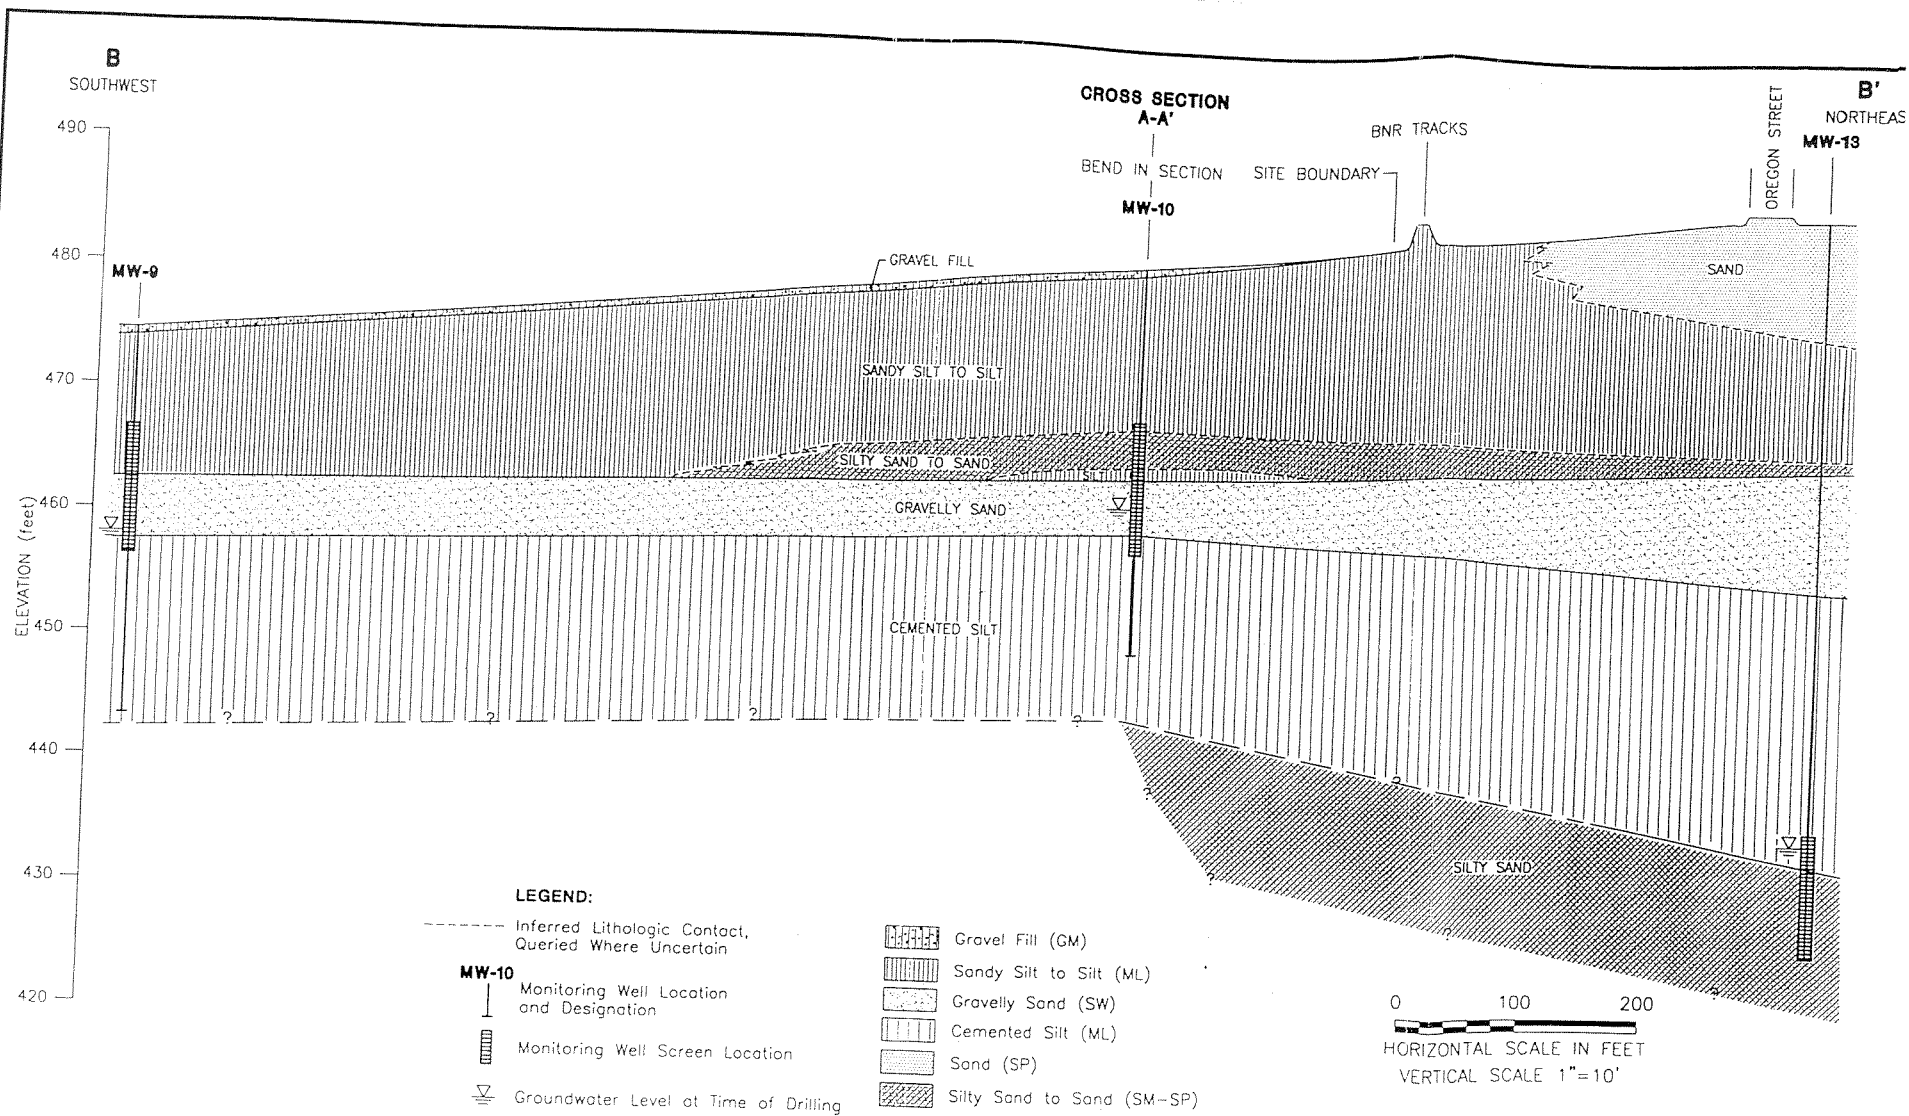 B
SOUTHWEST
CROSS SECTION
A-A'
BEND IN SECTION
MW-10
SITE BOUNDARY
BNR TRACKS
OREGON STREET
B'
NORTHEAS
MW-13
490
480
470
460
450
440
430
420
ELEVATION (feet)
MW-9
GRAVEL FILL
SAND
SANDY SILT TO SILT
SILTY SAND TO SAND
SILT
GRAVELLY SAND
CEMENTED SILT
?
?
?
?
?
?
?
?
?
SILTY SAND
LEGEND:
Inferred Lithologic Contact,
Queried Where Uncertain
MW-10
Monitoring Well Location
and Designation
Monitoring Well Screen Location
Groundwater Level at Time of Drilling
Gravel Fill (GM)
Sandy Silt to Silt (ML)
Gravelly Sand (SW)
Cemented Silt (ML)
Sand (SP)
Silty Sand to Sand (SM-SP)
0 100 200
HORIZONTAL SCALE IN FEET
VERTICAL SCALE 1"=10'